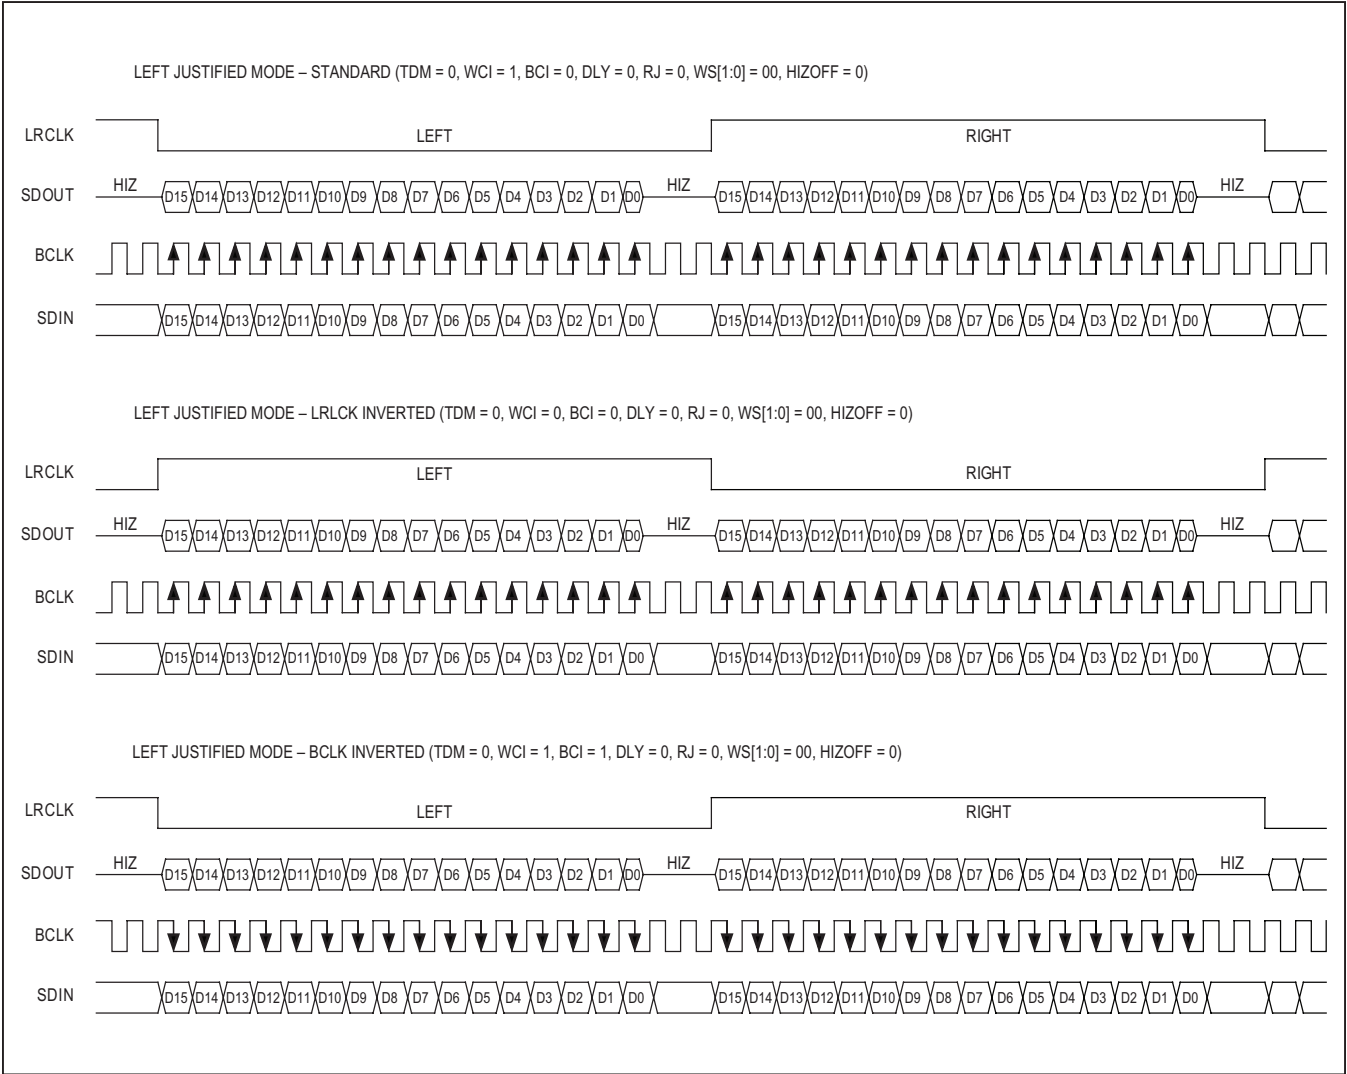 LEFT JUSTIFIED MODE – STANDARD (TDM = 0, WCI = 1, BCI = 0, DLY = 0, RJ = 0, WS[1:0] = 00, HIZOFF = 0)
LRCLK LEFT RIGHT
SDOUT HIZ D15 D14 D13 D12 D11 D10 D9 D8 D7 D6 D5 D4 D3 D2 D1 D0 HIZ D15 D14 D13 D12 D11 D10 D9 D8 D7 D6 D5 D4 D3 D2 D1 D0 HIZ
BCLK
SDIN D15 D14 D13 D12 D11 D10 D9 D8 D7 D6 D5 D4 D3 D2 D1 D0 D15 D14 D13 D12 D11 D10 D9 D8 D7 D6 D5 D4 D3 D2 D1 D0
LEFT JUSTIFIED MODE – LRLCK INVERTED (TDM = 0, WCI = 0, BCI = 0, DLY = 0, RJ = 0, WS[1:0] = 00, HIZOFF = 0)
LRCLK LEFT RIGHT
SDOUT HIZ D15 D14 D13 D12 D11 D10 D9 D8 D7 D6 D5 D4 D3 D2 D1 D0 HIZ D15 D14 D13 D12 D11 D10 D9 D8 D7 D6 D5 D4 D3 D2 D1 D0 HIZ
BCLK
SDIN D15 D14 D13 D12 D11 D10 D9 D8 D7 D6 D5 D4 D3 D2 D1 D0 D15 D14 D13 D12 D11 D10 D9 D8 D7 D6 D5 D4 D3 D2 D1 D0
LEFT JUSTIFIED MODE – BCLK INVERTED (TDM = 0, WCI = 1, BCI = 1, DLY = 0, RJ = 0, WS[1:0] = 00, HIZOFF = 0)
LRCLK LEFT RIGHT
SDOUT HIZ D15 D14 D13 D12 D11 D10 D9 D8 D7 D6 D5 D4 D3 D2 D1 D0 HIZ D15 D14 D13 D12 D11 D10 D9 D8 D7 D6 D5 D4 D3 D2 D1 D0 HIZ
BCLK
SDIN D15 D14 D13 D12 D11 D10 D9 D8 D7 D6 D5 D4 D3 D2 D1 D0 D15 D14 D13 D12 D11 D10 D9 D8 D7 D6 D5 D4 D3 D2 D1 D0